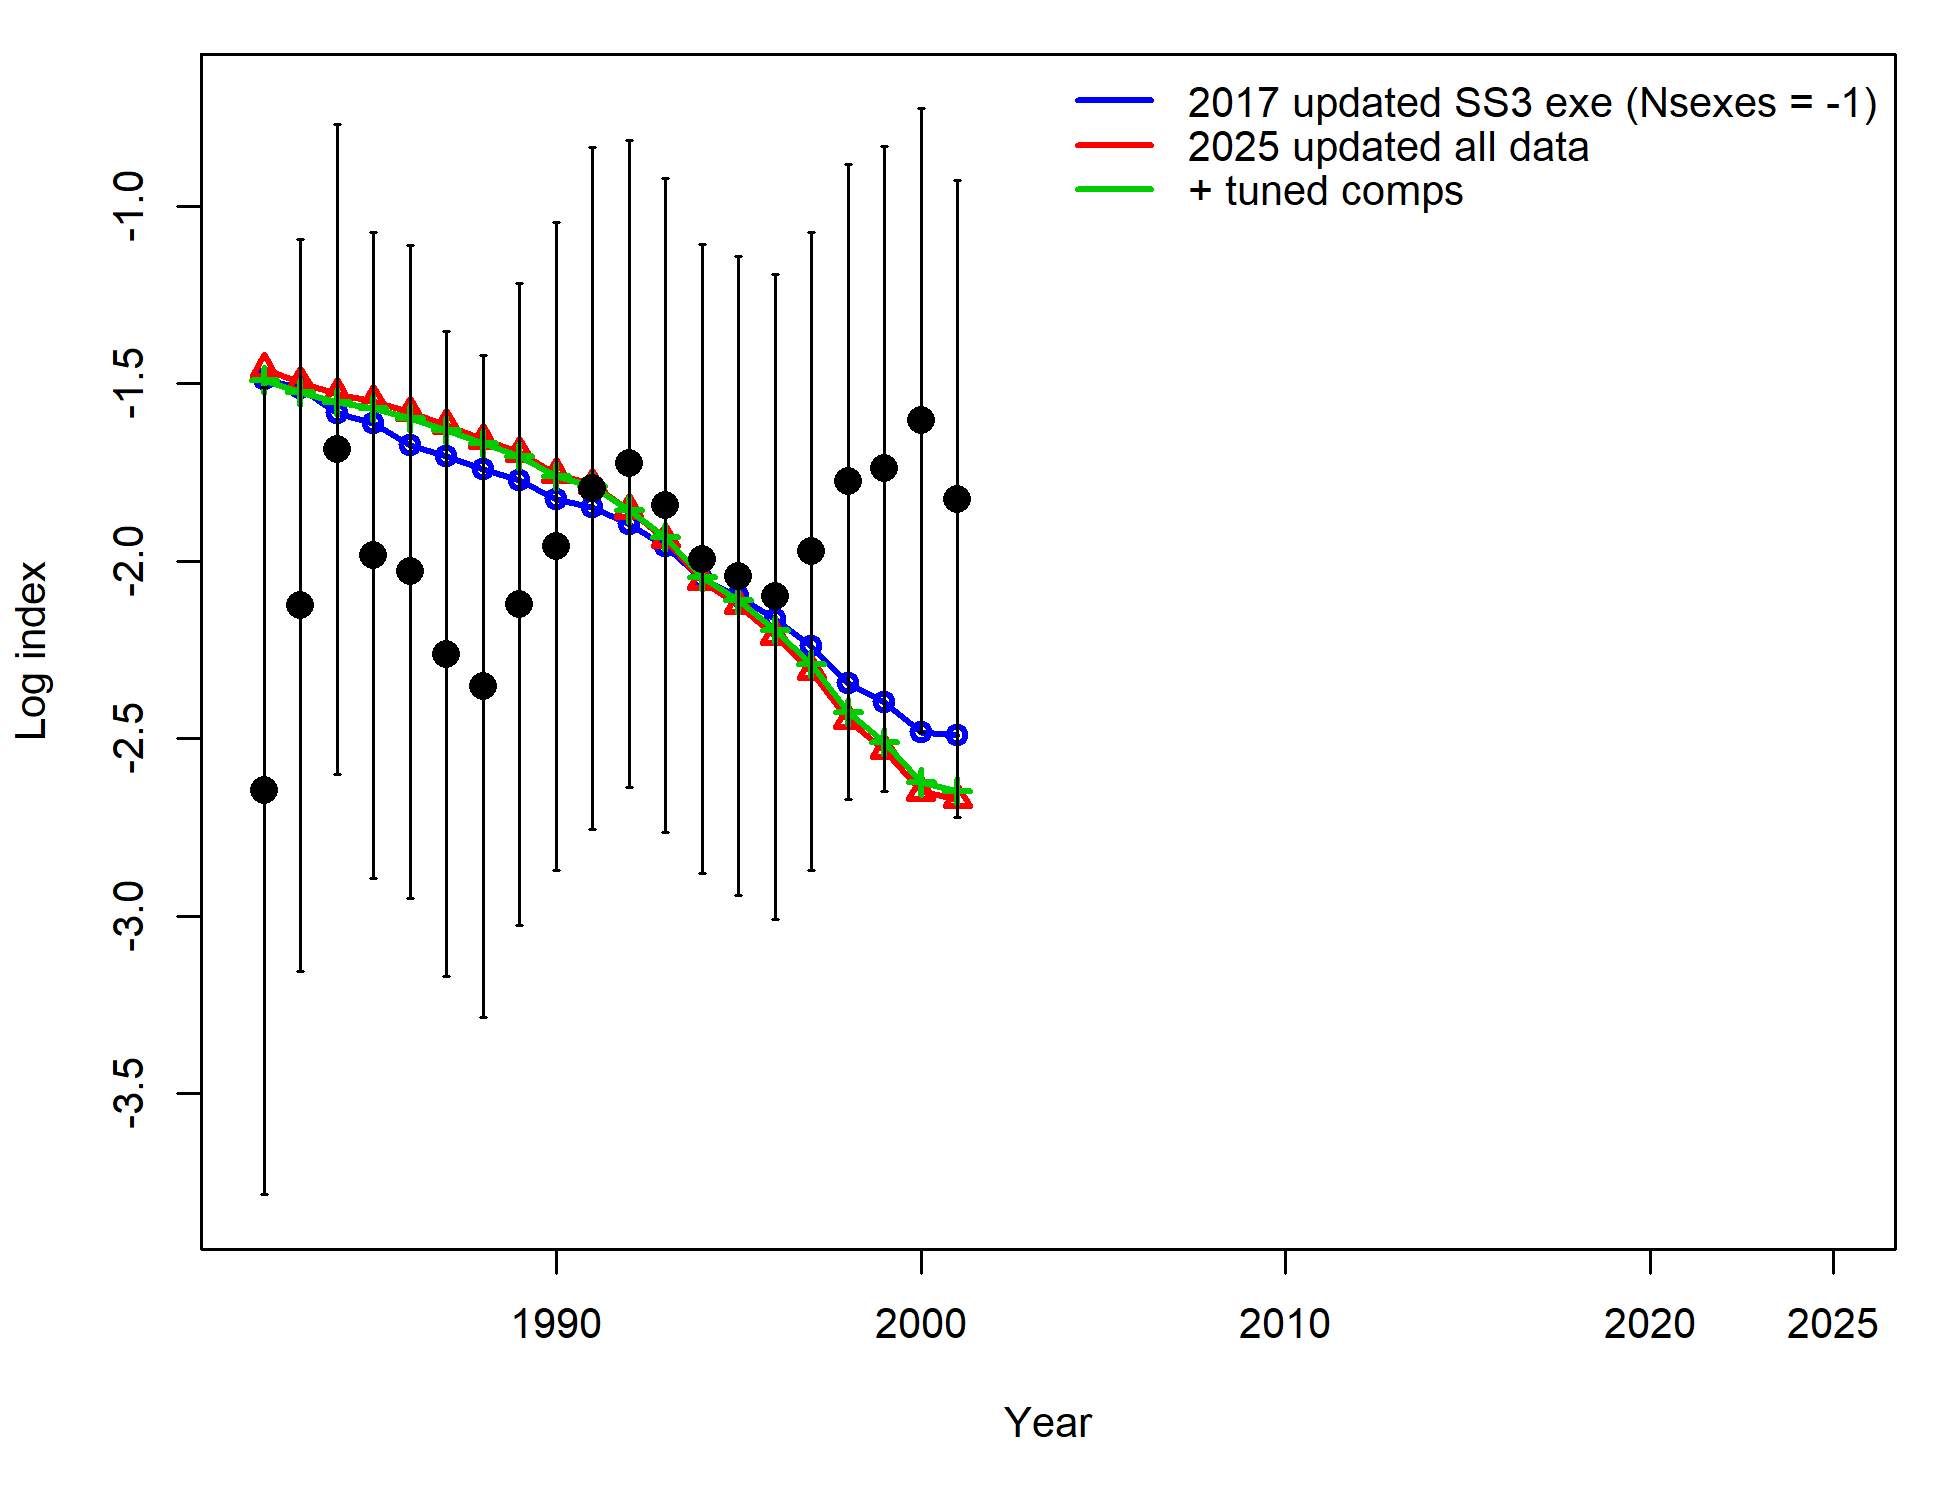 2017 updated SS3 exe (Nsexes = -1)
2025 updated all data
+ tuned comps
Log index
-1.0
-1.5
-2.0
-2.5
-3.0
-3.5
1990
2000
2010
2020
2025
Year